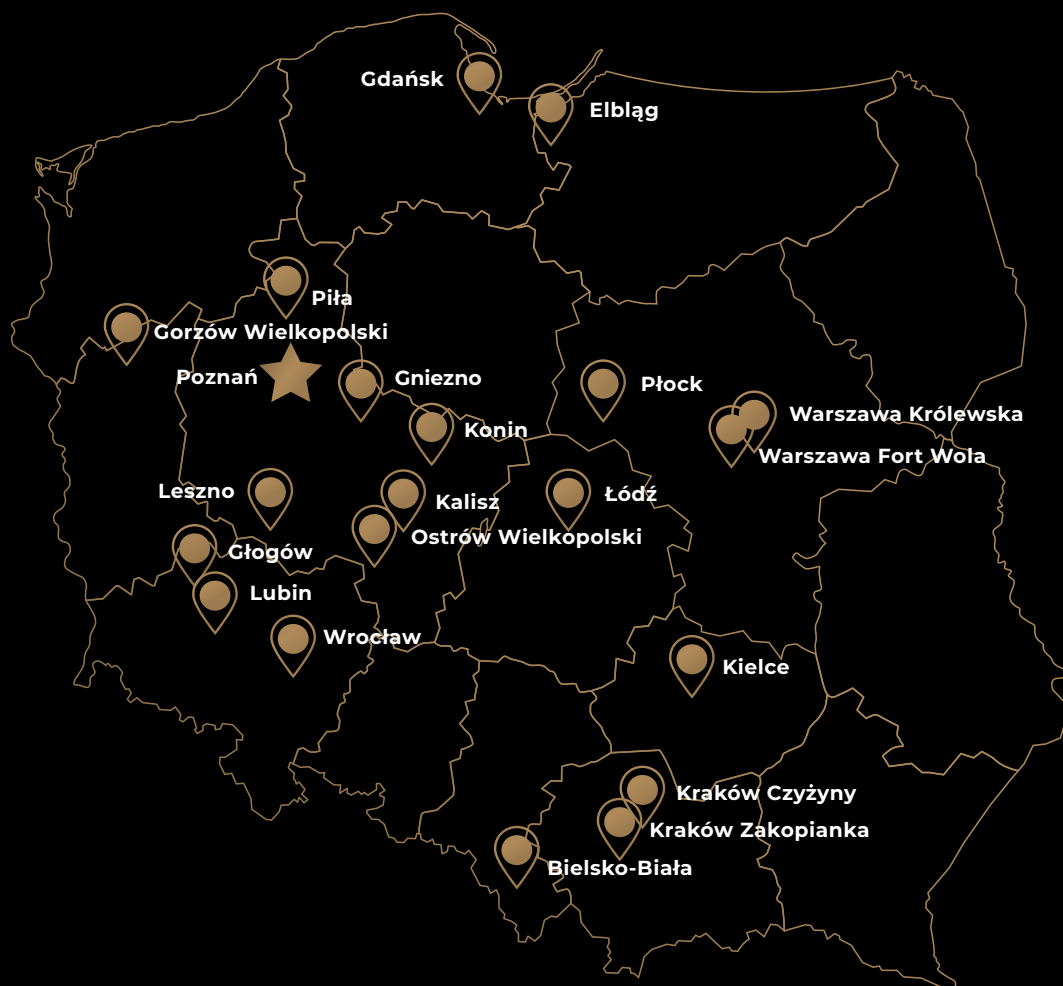 Gdańsk
Elbląg
Piła
Gorzów Wielkopolski
Poznań
Gniezno
Płock
Warszawa Królewska
Konin
Warszawa Fort Wola
Leszno
Kalisz
Łódź
Ostrów Wielkopolski
Głogów
Lubin
Wrocław
Kielce
Kraków Czyżyny
Kraków Zakopianka
Bielsko-Biała